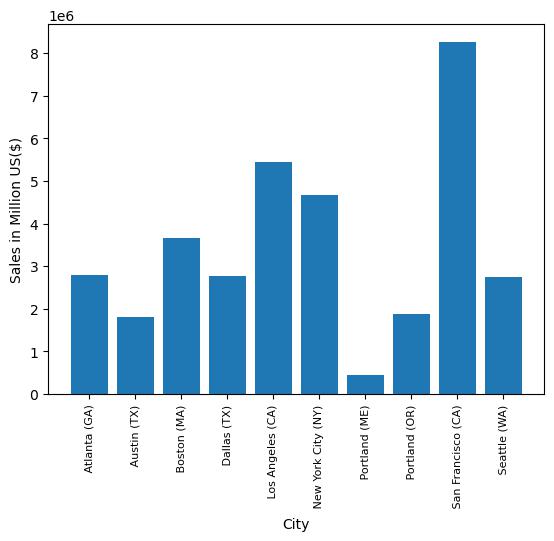 1e6
Sales in Million US($)
8
7
6
5
4
3
2
1
0
Atlanta (GA)
Austin (TX)
Boston (MA)
Dallas (TX)
Los Angeles (CA)
New York City (NY)
Portland (ME)
Portland (OR)
San Francisco (CA)
Seattle (WA)
City